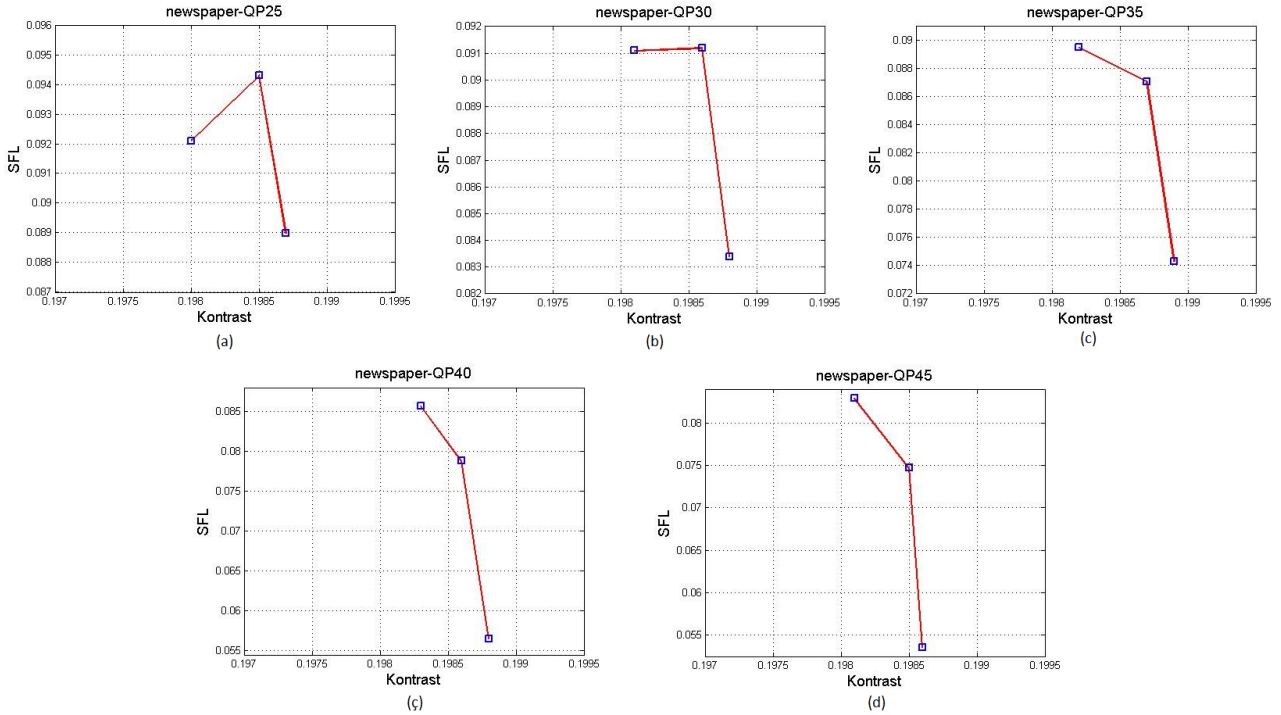 newspaper-QP25
0.096
0.095
0.094
0.093
0.092
0.091
0.09
0.089
0.088
0.087
SFL
0.197 0.1975 0.198 0.1985 0.199 0.1995
Kontrast
(a)
newspaper-QP30
0.092
0.091
0.09
0.089
0.088
0.087
0.086
0.085
0.084
0.083
0.082
SFL
0.197 0.1975 0.198 0.1985 0.199 0.1995
Kontrast
(b)
newspaper-QP35
0.09
0.088
0.086
0.084
0.082
0.08
0.078
0.076
0.074
0.072
SFL
0.197 0.1975 0.198 0.1985 0.199 0.1995
Kontrast
(c)
newspaper-QP40
0.085
0.08
0.075
0.07
0.065
0.06
0.055
SFL
0.197 0.1975 0.198 0.1985 0.199 0.1995
Kontrast
(ç)
newspaper-QP45
0.08
0.075
0.07
0.065
0.06
0.055
SFL
0.197 0.1975 0.198 0.1985 0.199 0.1995
Kontrast
(d)